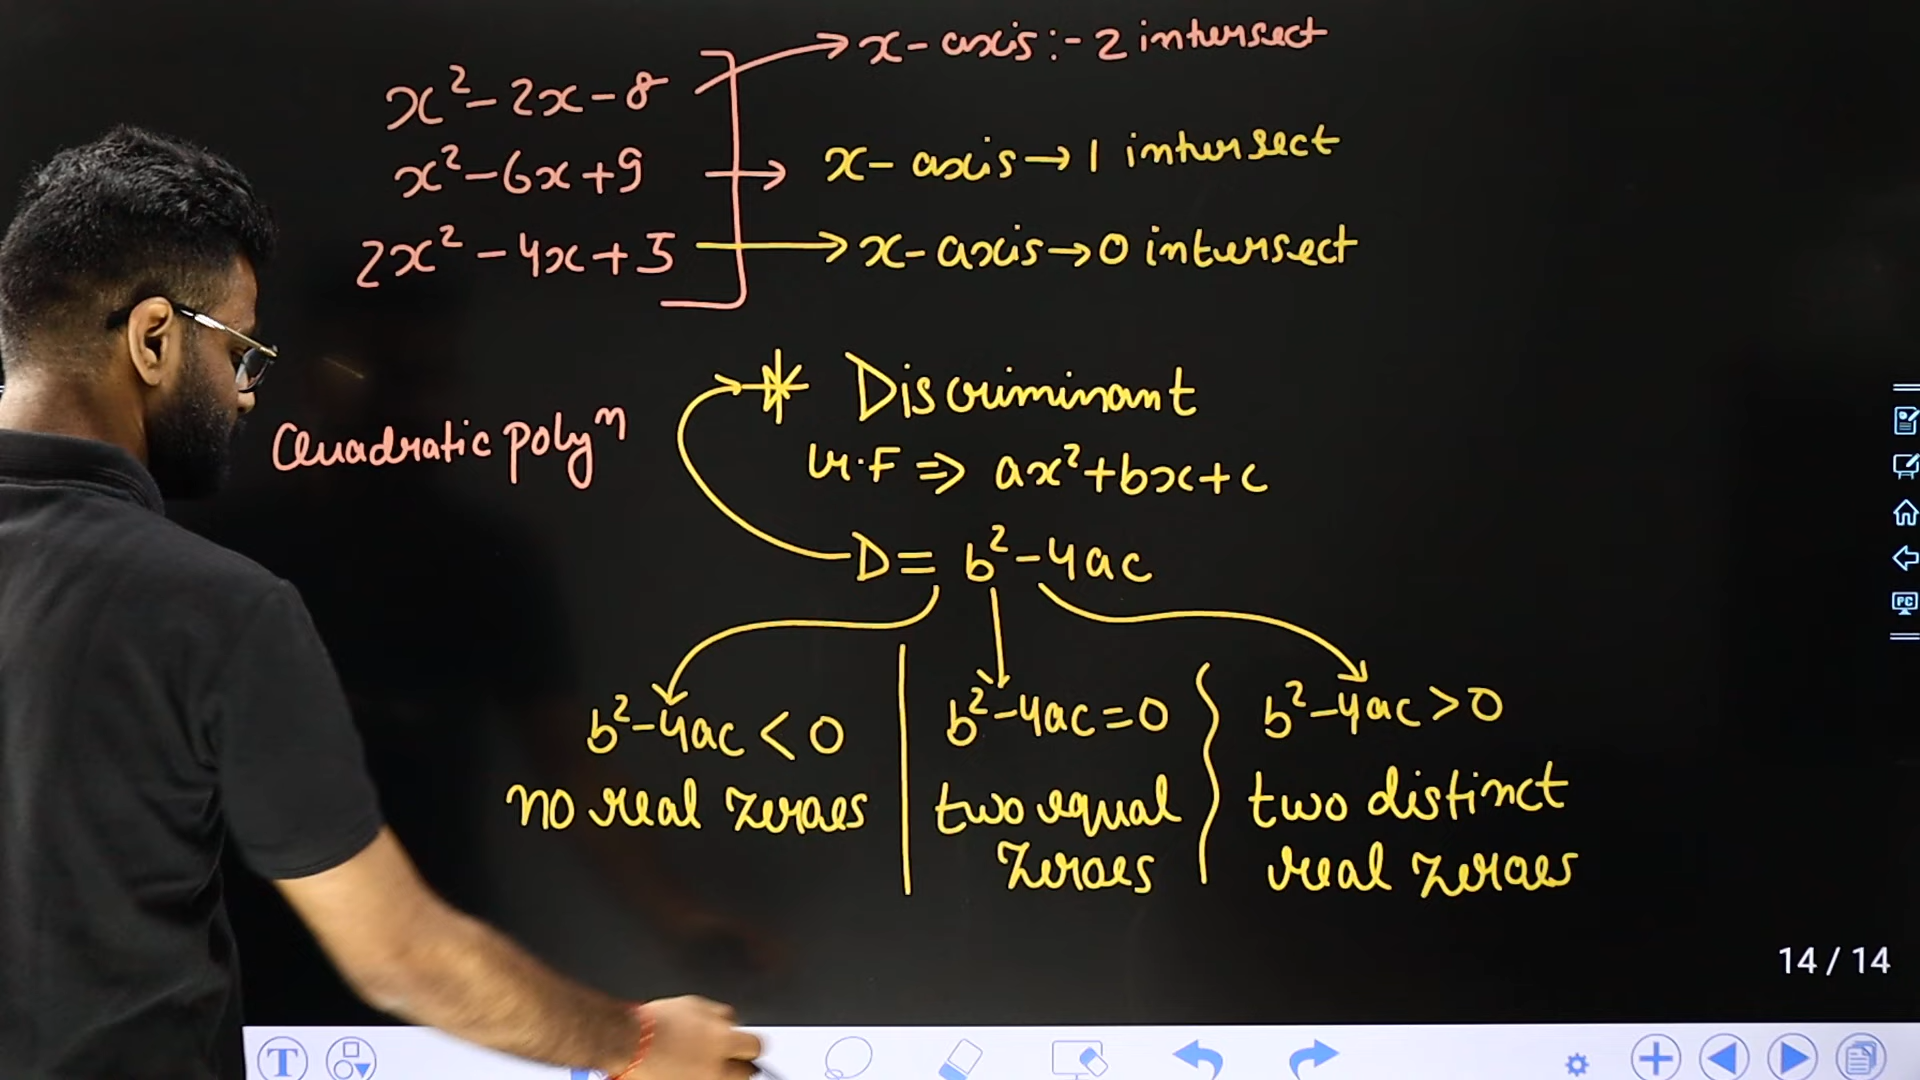 x² - 2x - 8 → x-axis :- 2 intersect
x² - 6x + 9 → x-axis → 1 intersect
2x² - 4x + 5 → x-axis → 0 intersect
Quadratic polyⁿ
* Discriminant
G.F ⇒ ax² + bx + c
D = b² - 4ac
b² - 4ac < 0
no real zeroes
b² - 4ac = 0
two equal
zeroes
b² - 4ac > 0
two distinct
real zeroes
14 / 14
T
PC